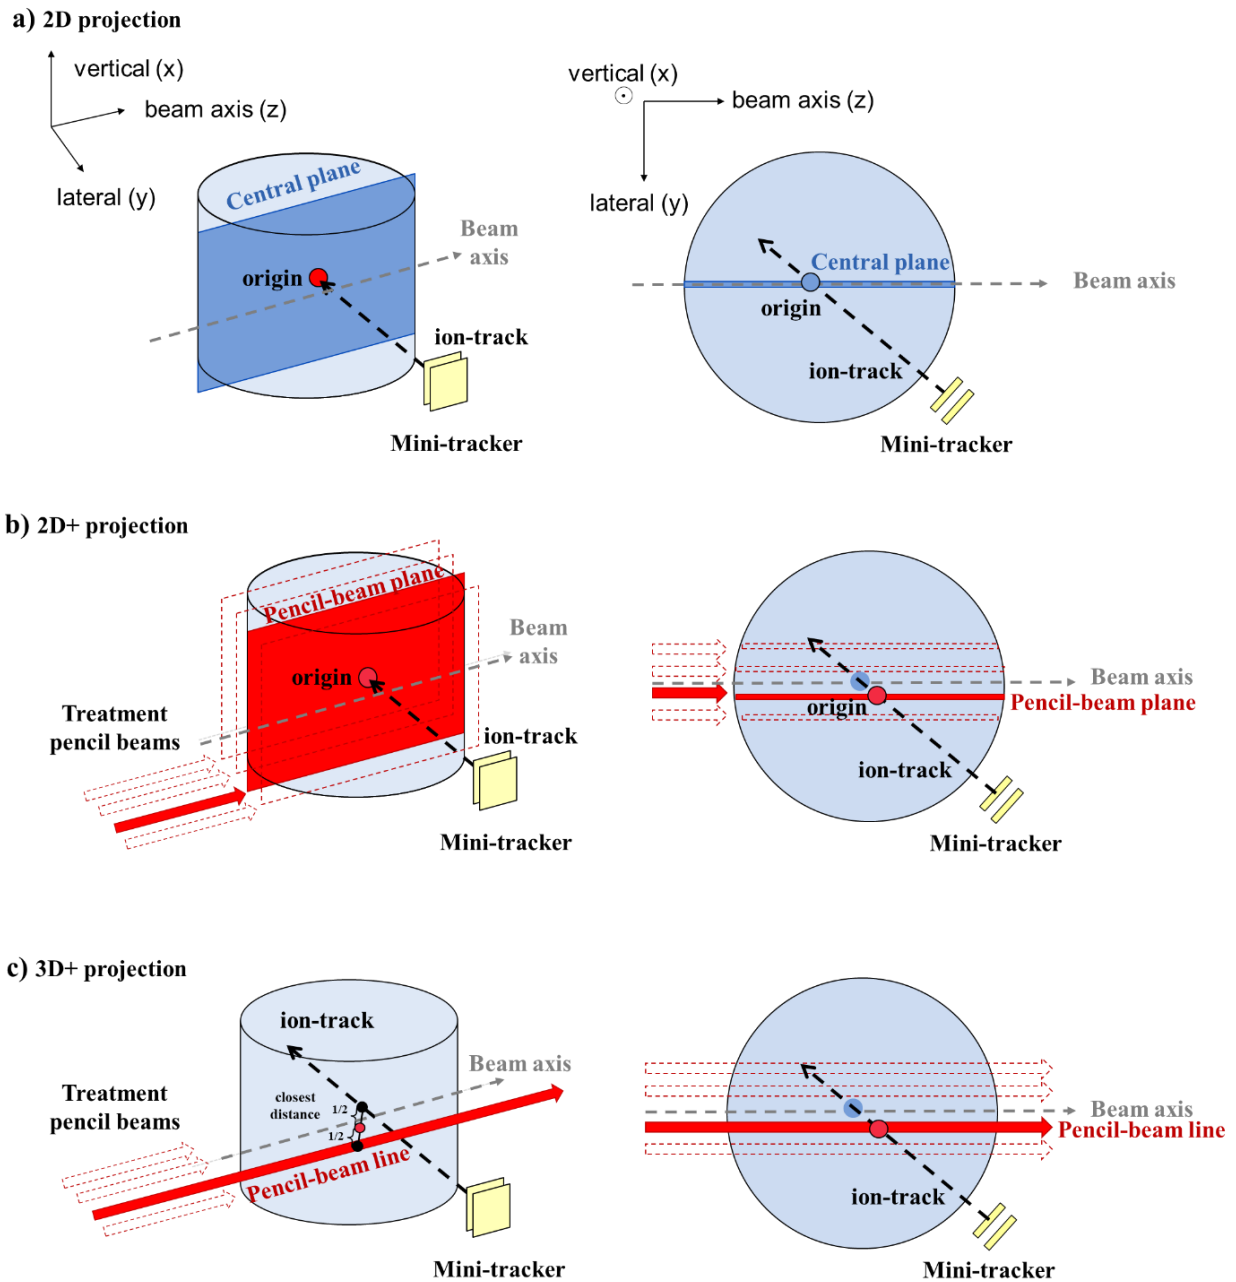 a) 2D projection
vertical (x)
beam axis (z)
lateral (y)
Central plane
Beam
axis
origin
ion-track
Mini-tracker
vertical (x)
beam axis (z)
lateral (y)
Central plane
Beam axis
origin
ion-track
Mini-tracker
b) 2D+ projection
Pencil-beam plane
Beam
axis
origin
Treatment
pencil beams
ion-track
Mini-tracker
Beam axis
Pencil-beam plane
origin
ion-track
Mini-tracker
c) 3D+ projection
ion-track
Beam axis
Treatment
pencil beams
closest
distance
1/2
1/2
Pencil-beam line
Mini-tracker
Beam axis
Pencil-beam line
ion-track
Mini-tracker